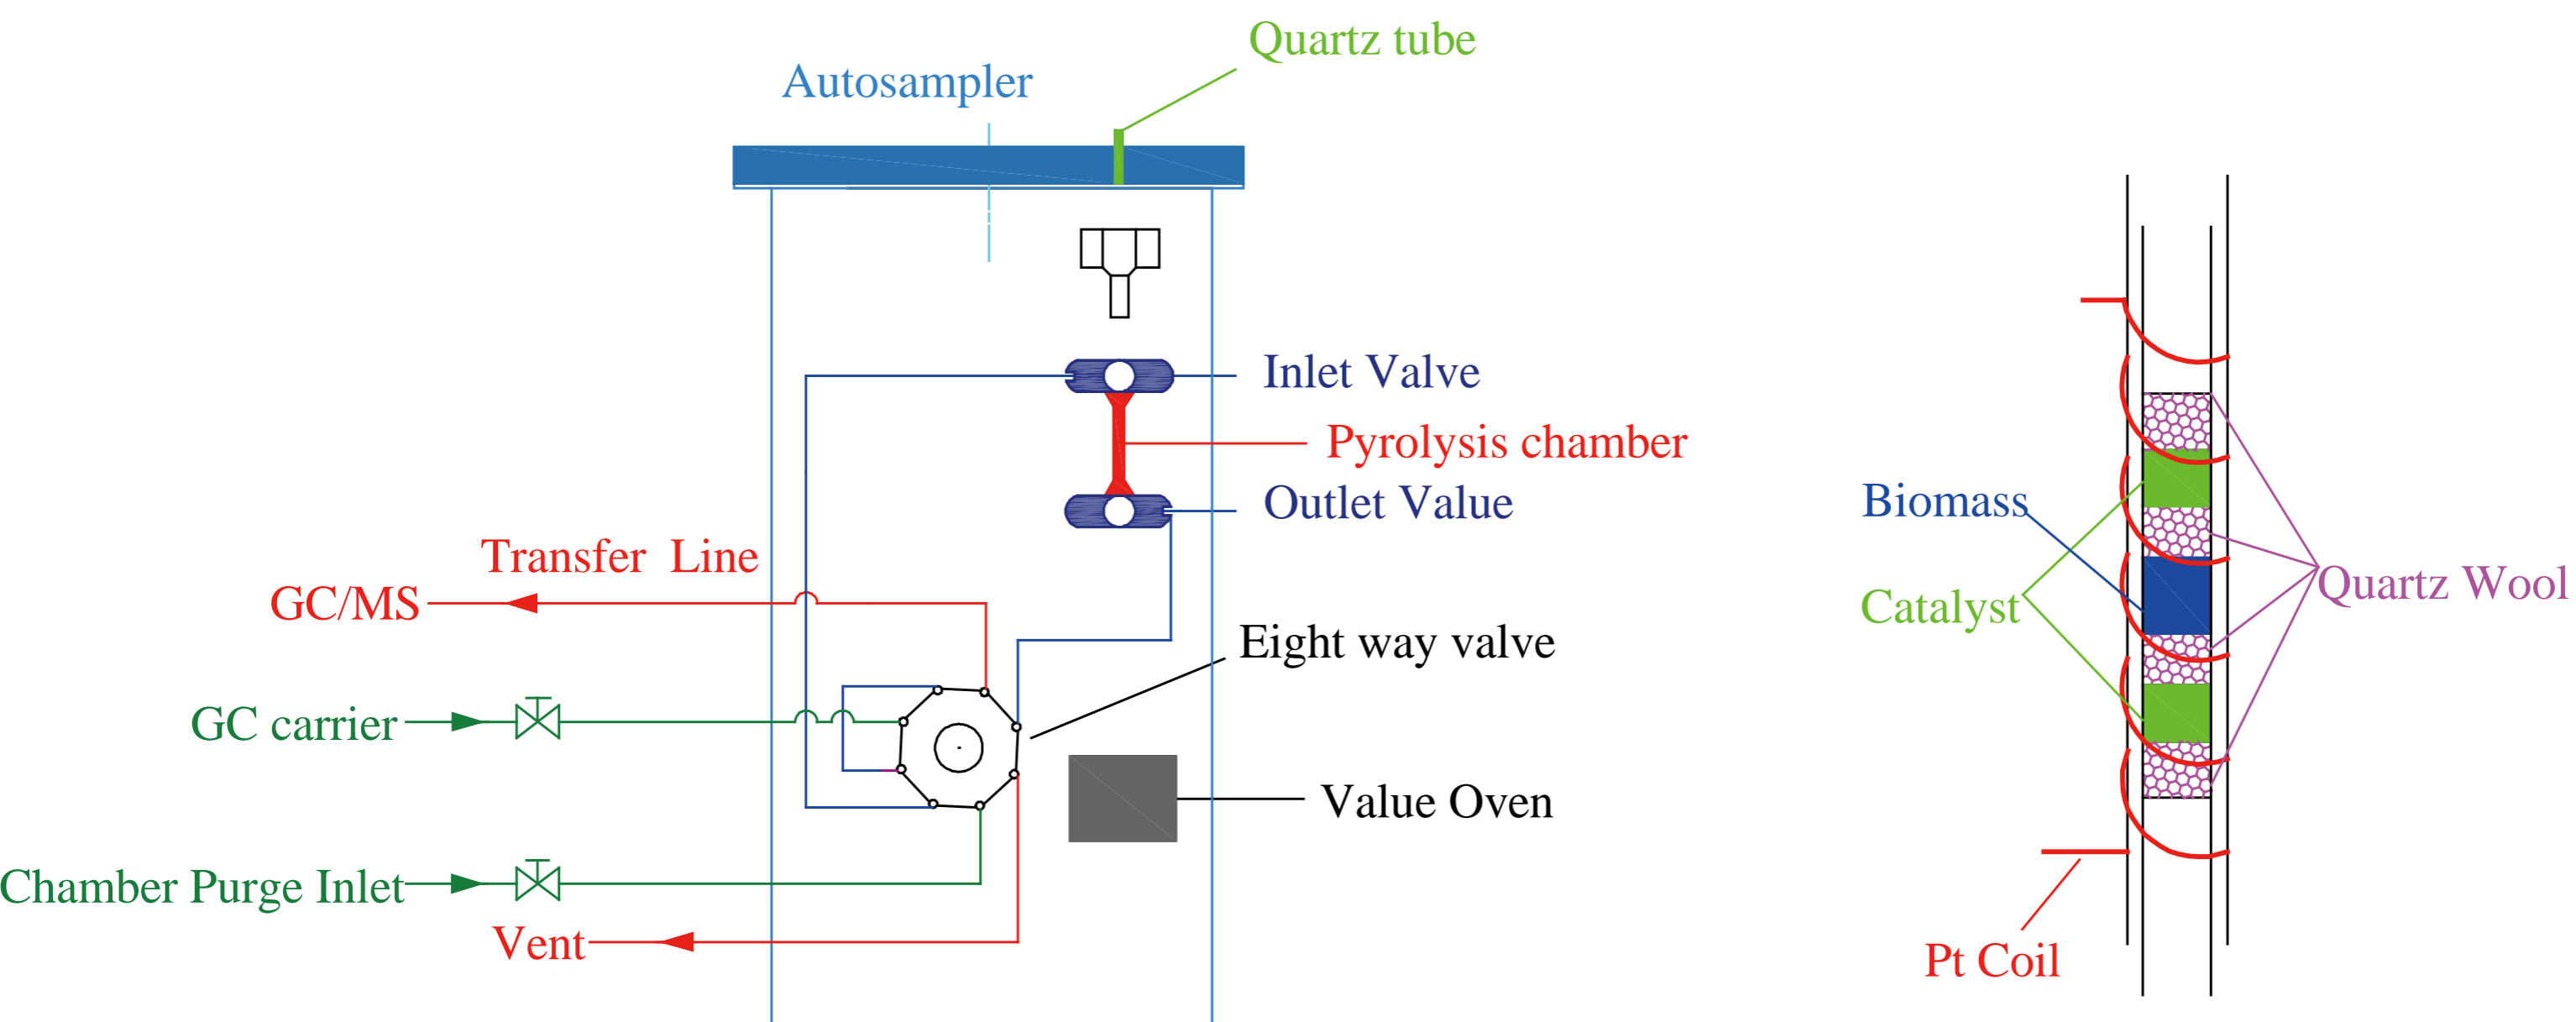 Quartz tube
Autosampler
Inlet Valve
Pyrolysis chamber
Outlet Value
Transfer Line
GC/MS
Eight way valve
GC carrier
Value Oven
Chamber Purge Inlet
Vent
Biomass
Catalyst
Quartz Wool
Pt Coil